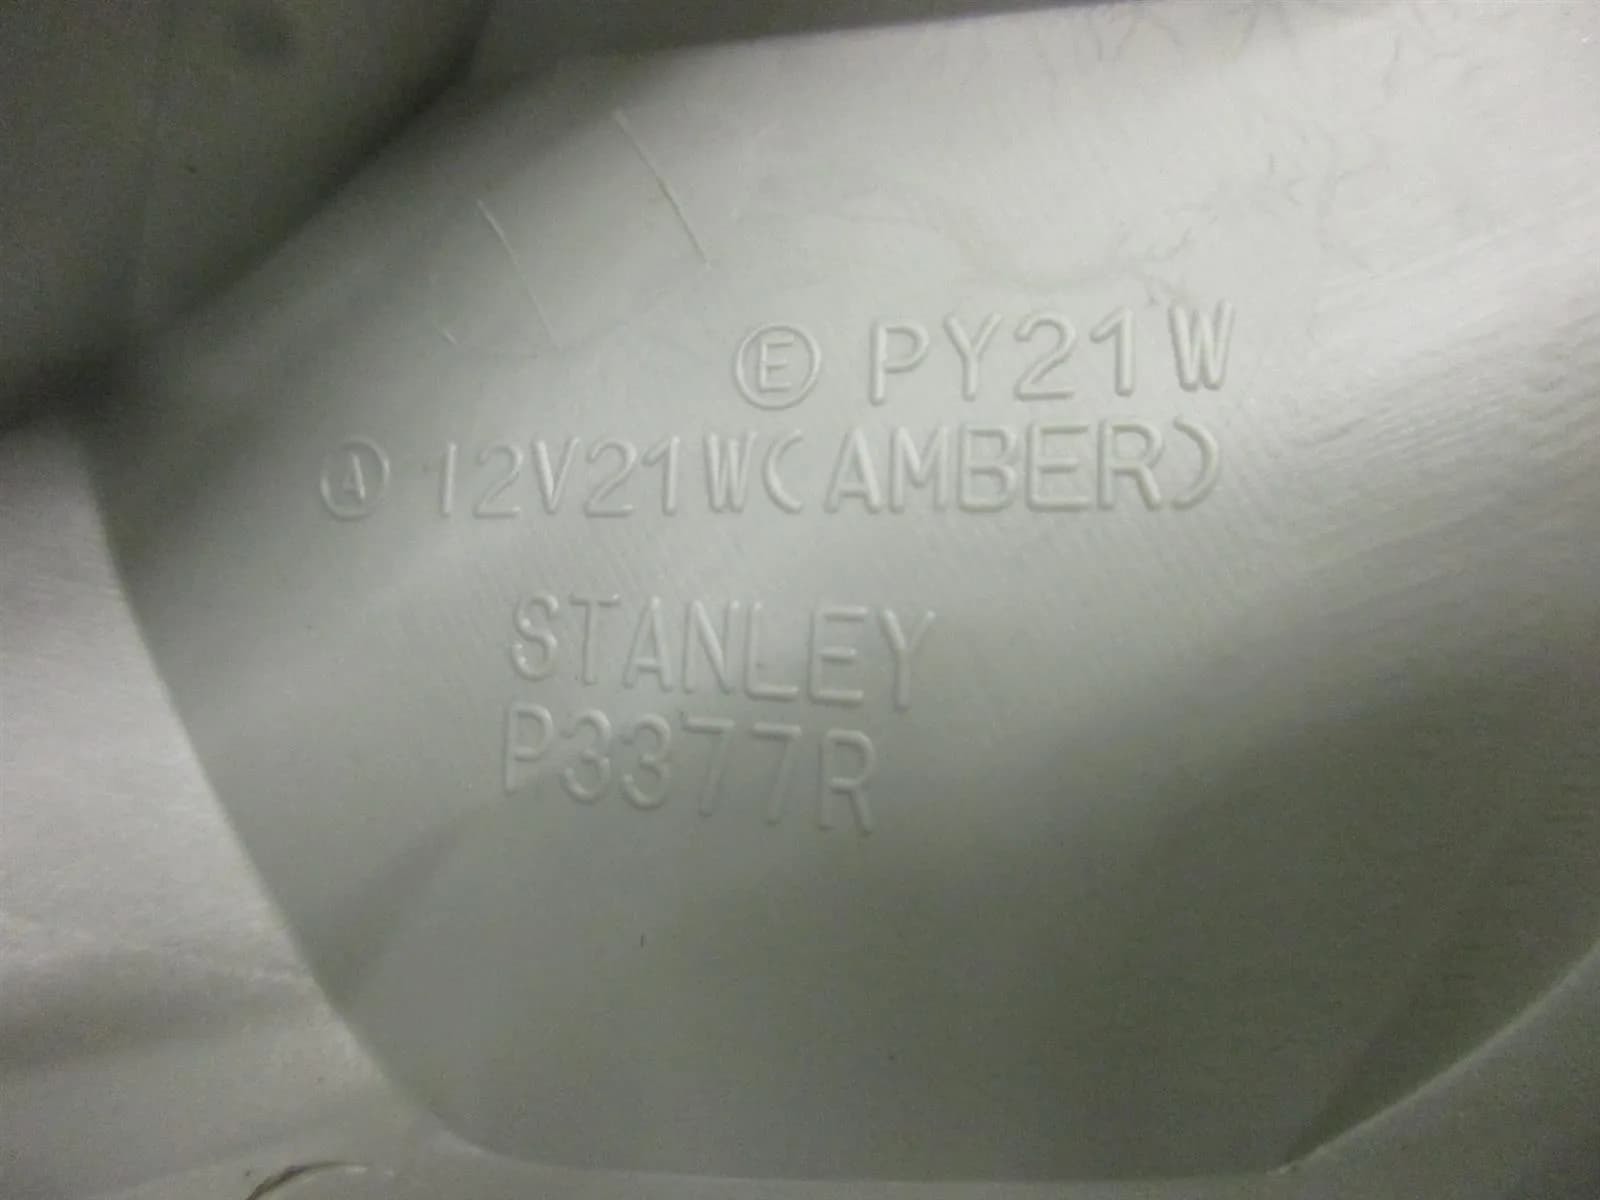 Ⓔ PY21W
Ⓐ 12V21W(AMBER)
STANLEY
P3377R